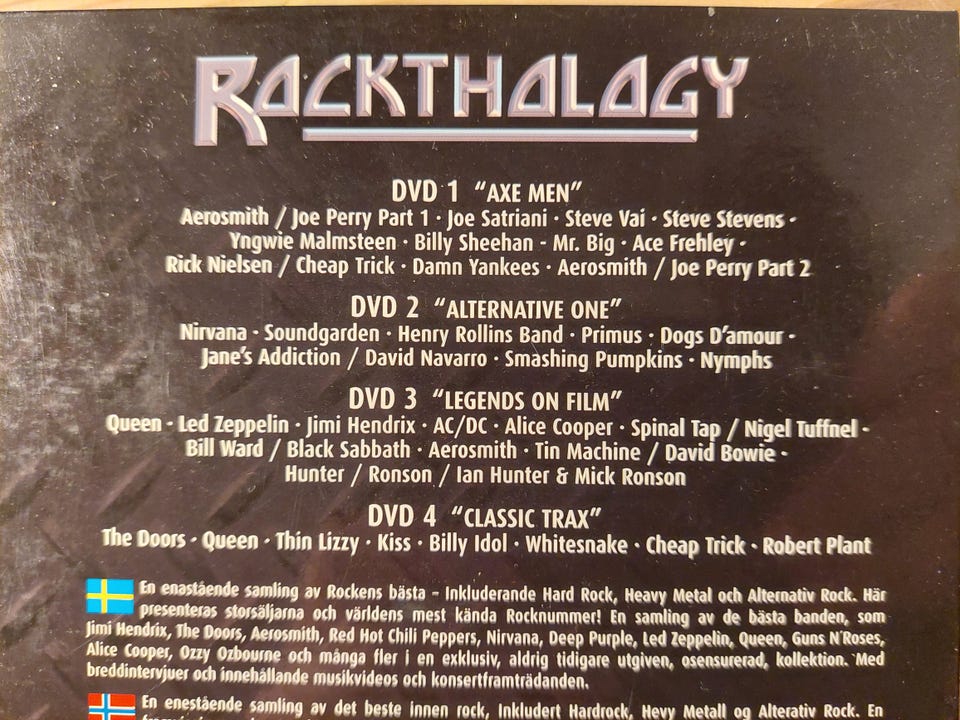 ROCKTHOLOGY
DVD 1 "AXE MEN"
Aerosmith / Joe Perry Part 1 · Joe Satriani · Steve Vai · Steve Stevens ·
Yngwie Malmsteen · Billy Sheehan - Mr. Big · Ace Frehley ·
Rick Nielsen / Cheap Trick · Damn Yankees · Aerosmith / Joe Perry Part 2
DVD 2 "ALTERNATIVE ONE"
Nirvana · Soundgarden · Henry Rollins Band · Primus · Dogs D'amour ·
Jane's Addiction / David Navarro · Smashing Pumpkins · Nymphs
DVD 3 "LEGENDS ON FILM"
Queen · Led Zeppelin · Jimi Hendrix · AC/DC · Alice Cooper · Spinal Tap / Nigel Tuffnel ·
Bill Ward / Black Sabbath · Aerosmith · Tin Machine / David Bowie ·
Hunter / Ronson / Ian Hunter & Mick Ronson
DVD 4 "CLASSIC TRAX"
The Doors · Queen · Thin Lizzy · Kiss · Billy Idol · Whitesnake · Cheap Trick · Robert Plant
En enastående samling av Rockens bästa – Inkluderande Hard Rock, Heavy Metal och Alternativ Rock. Här
presenteras storsäljarna och världens mest kända Rocknummer! En samling av de bästa banden, som
Jimi Hendrix, The Doors, Aerosmith, Red Hot Chili Peppers, Nirvana, Deep Purple, Led Zeppelin, Queen, Guns N'Roses,
Alice Cooper, Ozzy Ozbourne och många fler i en exklusiv, aldrig tidigare utgiven, osensurerad, kollektion. Med
breddintervjuer och innehållande musikvideos och konsertframträdanden.
En enestående samling av det beste innen rock, Inkludert Hardrock, Hevy Metall og Alterativ Rock. En